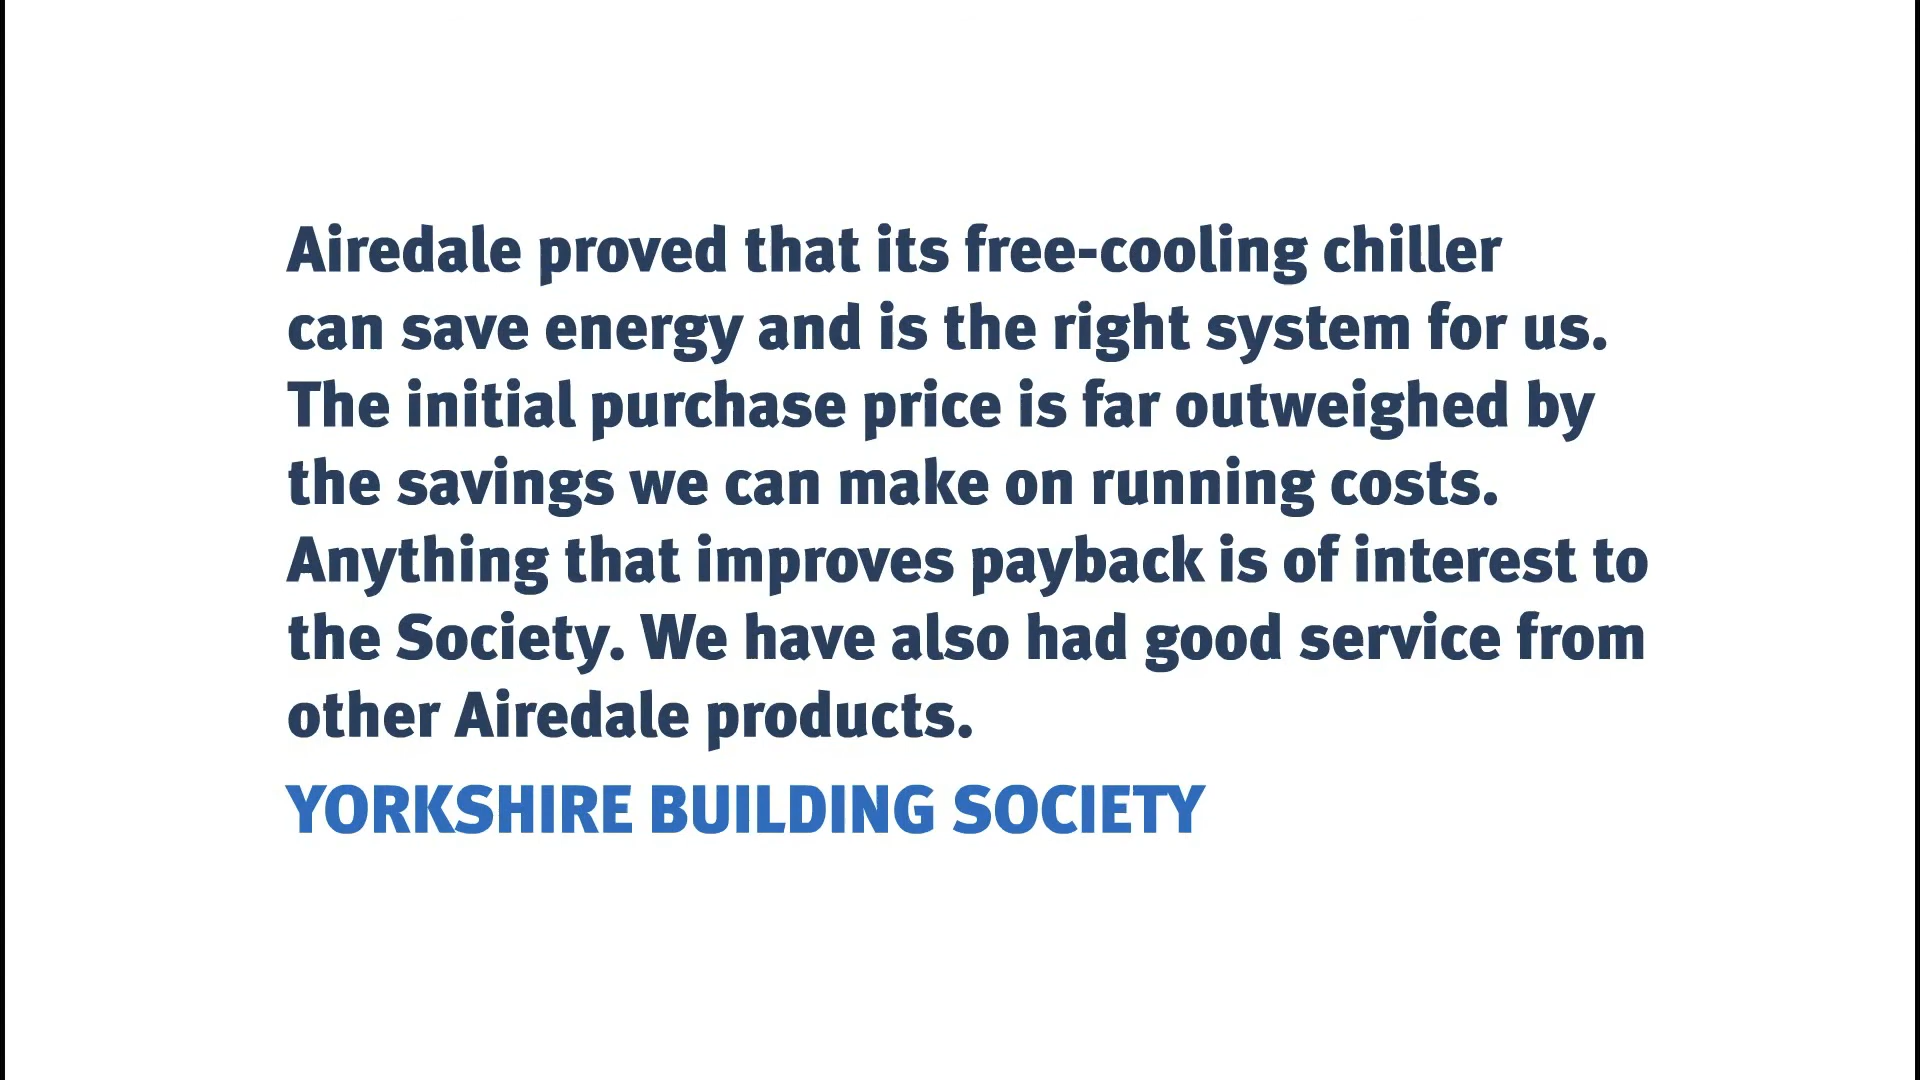 Airedale proved that its free-cooling chiller
can save energy and is the right system for us.
The initial purchase price is far outweighed by
the savings we can make on running costs.
Anything that improves payback is of interest to
the Society. We have also had good service from
other Airedale products.
YORKSHIRE BUILDING SOCIETY